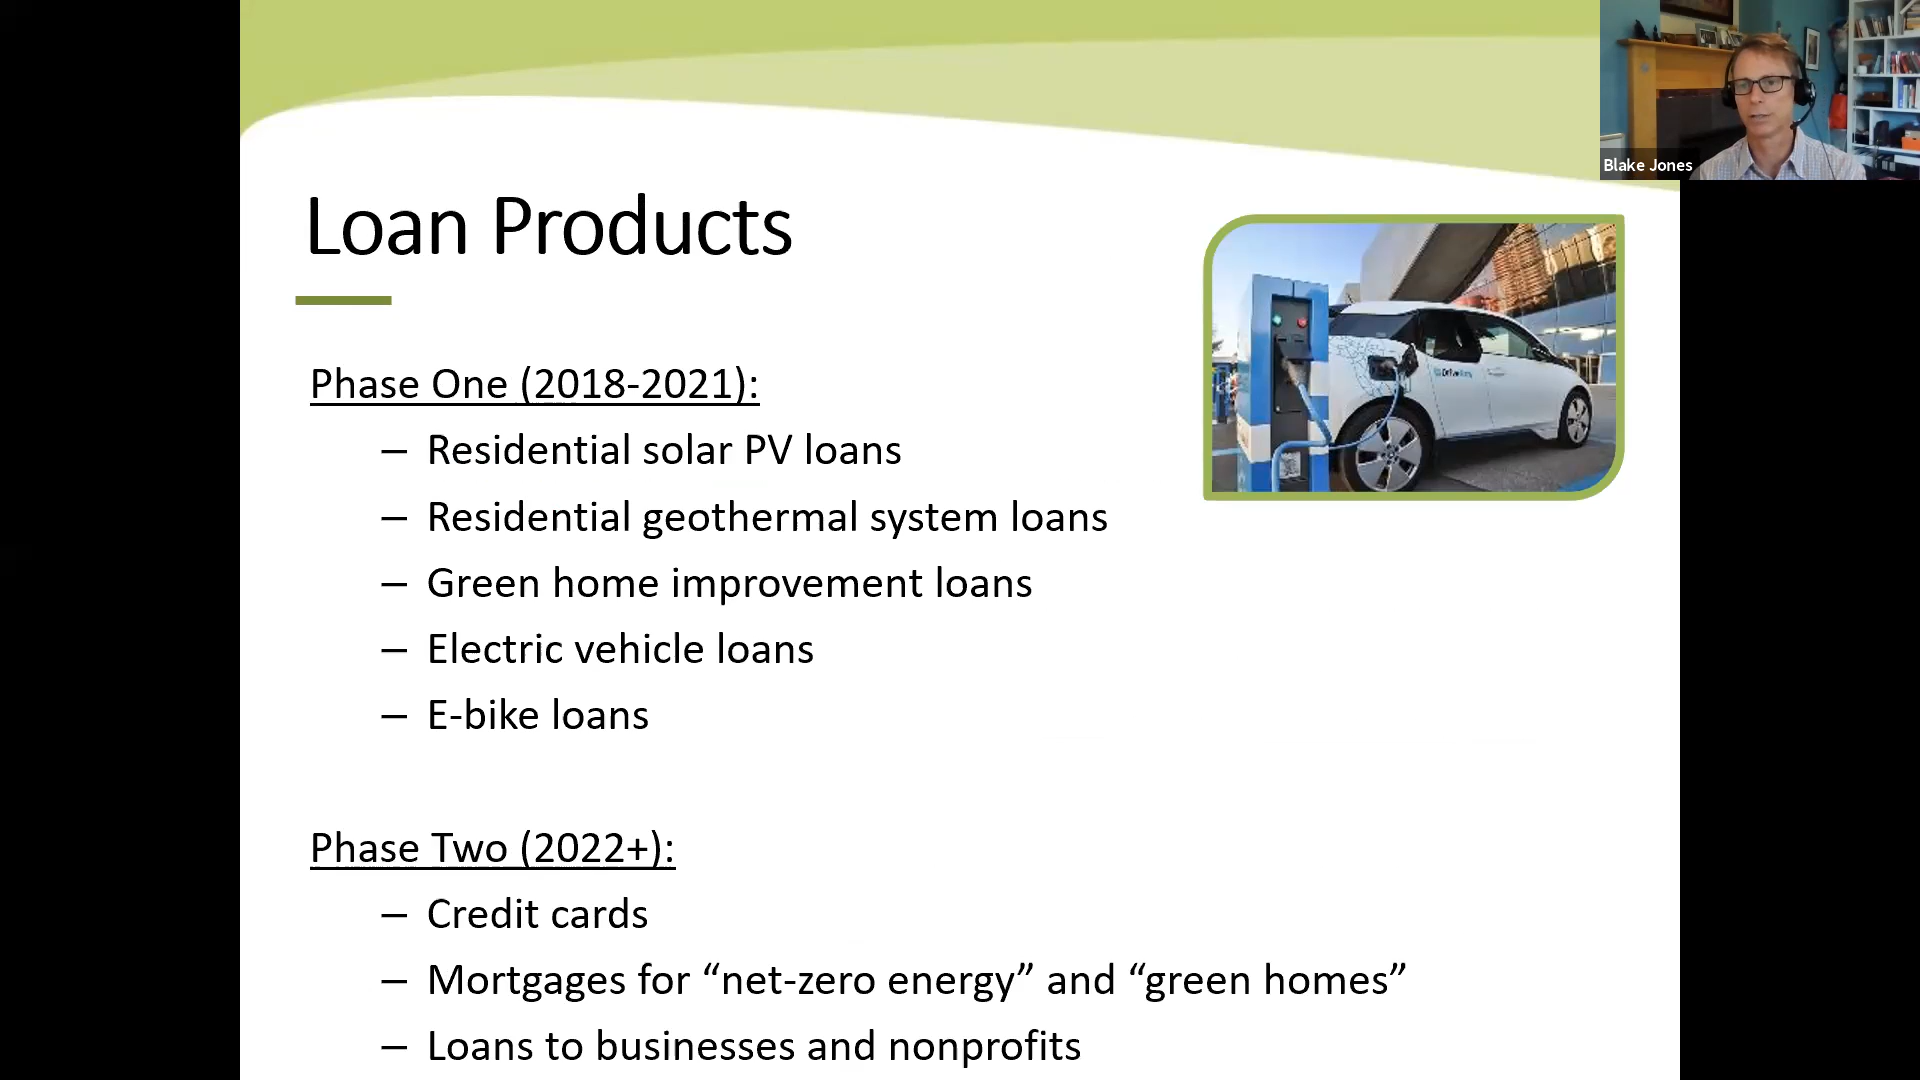 Blake Jones
Loan Products
Phase One (2018-2021):
– Residential solar PV loans
– Residential geothermal system loans
– Green home improvement loans
– Electric vehicle loans
– E-bike loans
Phase Two (2022+):
– Credit cards
– Mortgages for “net-zero energy” and “green homes”
– Loans to businesses and nonprofits